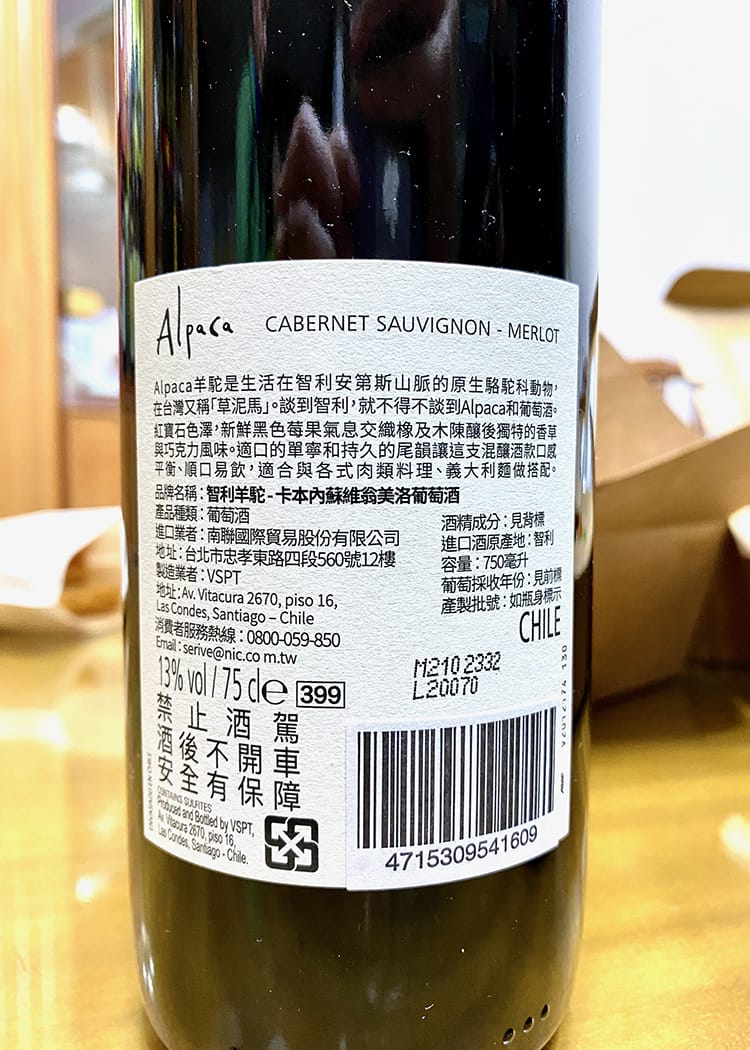 Alpaca CABERNET SAUVIGNON - MERLOT
Alpaca羊駝是生活在智利安第斯山脈的原生駱駝科動物,
在台灣又稱「草泥馬」。談到智利,就不得不談到Alpaca和葡萄酒。
紅寶石色澤,新鮮黑色莓果氣息交織橡及木陳釀後獨特的香草
與巧克力風味。適口的單寧和持久的尾韻讓這支混釀酒款口感
平衡、順口易飲,適合與各式肉類料理、義大利麵做搭配。
品牌名稱:智利羊駝-卡本內蘇維翁美洛葡萄酒
產品種類:葡萄酒
進口業者:南聯國際貿易股份有限公司
地址:台北市忠孝東路四段560號12樓
製造業者:VSPT
地址:Av. Vitacura 2670, piso 16,
Las Condes, Santiago – Chile
消費者服務熱線:0800-059-850
Email:serive@nic.co m.tw
酒精成分:見背標
進口酒原產地:智利
容量:750毫升
葡萄採收年份:見前標
產製批號:如瓶身標示
CHILE
13% vol / 75 cl e 399
M210 2332
L20070
禁止酒駕
酒後不開車
安全有保障
CONTAINS SULFITES
Produced and Bottled by VSPT,
Av. Vitacura 2670, piso 16,
Las Condes, Santiago - Chile.
4715309541609